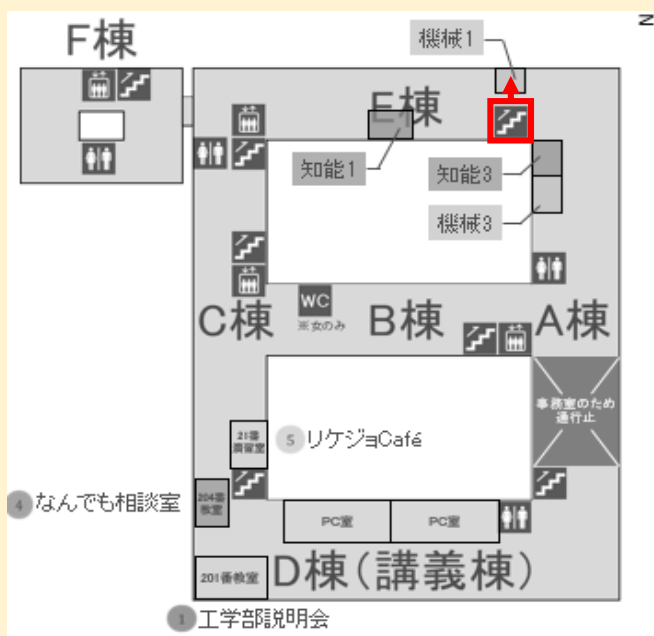 F棟
機械1
N
E棟
知能1
知能3
機械3
C棟
WC
※女のみ
B棟
A棟
事務室のため
通行止
21番
演習室
5 リケジョCafé
4 なんでも相談室
204番
教室
PC室
PC室
201番教室
D棟(講義棟)
1 工学部説明会